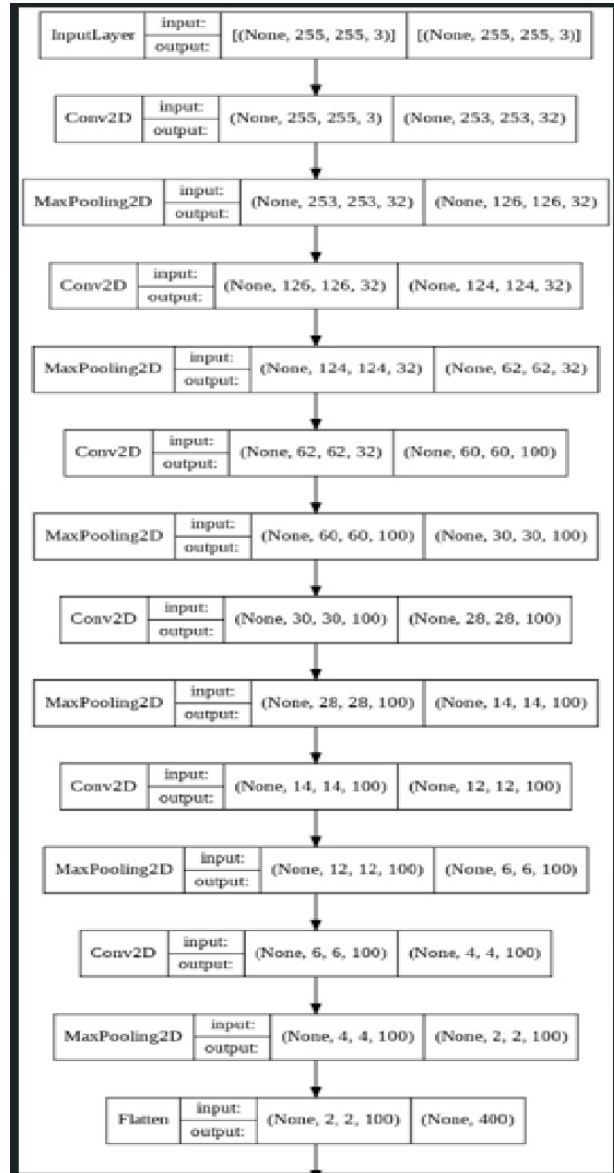 InputLayer input: output: [(None, 255, 255, 3)] [(None, 255, 255, 3)]
Conv2D input: output: (None, 255, 255, 3) (None, 253, 253, 32)
MaxPooling2D input: output: (None, 253, 253, 32) (None, 126, 126, 32)
Conv2D input: output: (None, 126, 126, 32) (None, 124, 124, 32)
MaxPooling2D input: output: (None, 124, 124, 32) (None, 62, 62, 32)
Conv2D input: output: (None, 62, 62, 32) (None, 60, 60, 100)
MaxPooling2D input: output: (None, 60, 60, 100) (None, 30, 30, 100)
Conv2D input: output: (None, 30, 30, 100) (None, 28, 28, 100)
MaxPooling2D input: output: (None, 28, 28, 100) (None, 14, 14, 100)
Conv2D input: output: (None, 14, 14, 100) (None, 12, 12, 100)
MaxPooling2D input: output: (None, 12, 12, 100) (None, 6, 6, 100)
Conv2D input: output: (None, 6, 6, 100) (None, 4, 4, 100)
MaxPooling2D input: output: (None, 4, 4, 100) (None, 2, 2, 100)
Flatten input: output: (None, 2, 2, 100) (None, 400)